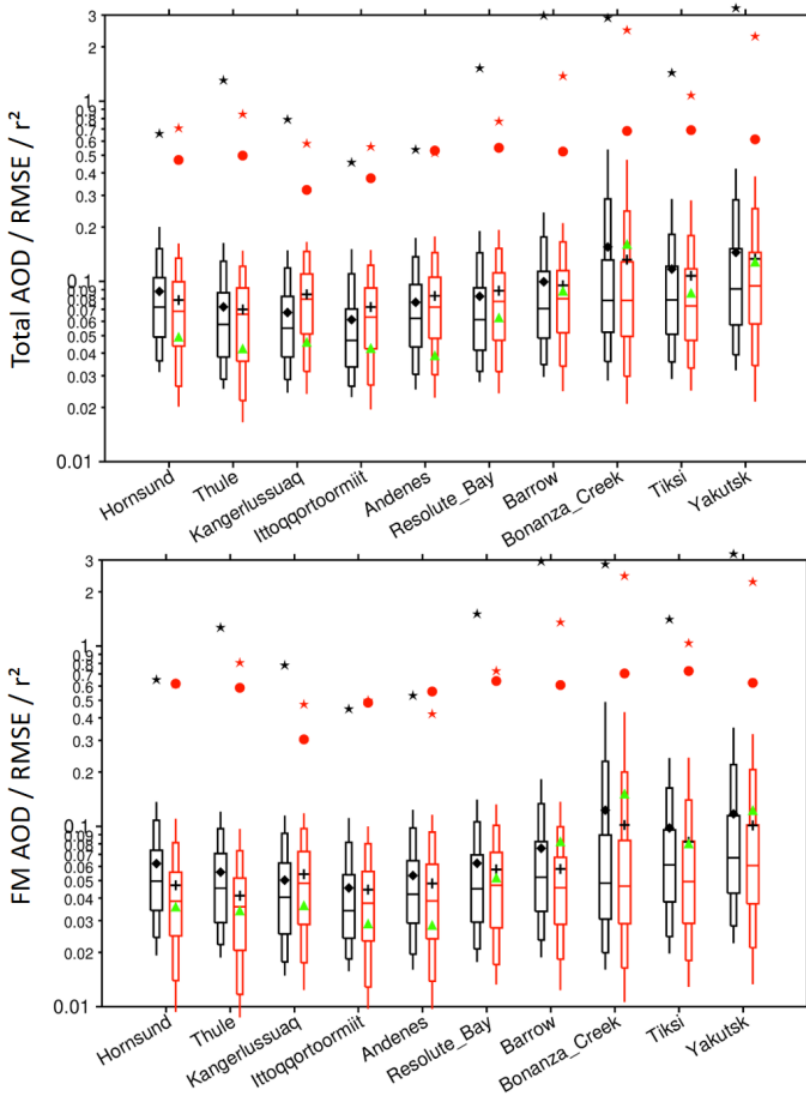 Total AOD / RMSE / r²
3
2
1
0.9
0.8
0.7
0.6
0.5
0.4
0.3
0.2
0.1
0.09
0.08
0.07
0.06
0.05
0.04
0.03
0.02
0.01
Hornsund
Thule
Kangerlussuaq
Ittoqqortoormiit
Andenes
Resolute_Bay
Barrow
Bonanza_Creek
Tiksi
Yakutsk
FM AOD / RMSE / r²
3
2
1
0.9
0.8
0.7
0.6
0.5
0.4
0.3
0.2
0.1
0.09
0.08
0.07
0.06
0.05
0.04
0.03
0.02
0.01
Hornsund
Thule
Kangerlussuaq
Ittoqqortoormiit
Andenes
Resolute_Bay
Barrow
Bonanza_Creek
Tiksi
Yakutsk